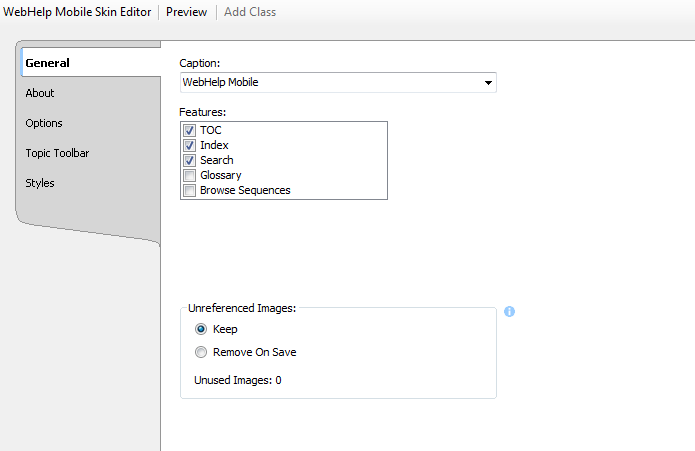 WebHelp Mobile Skin Editor Preview Add Class
General
About
Options
Topic Toolbar
Styles
Caption:
WebHelp Mobile
Features:
TOC
Index
Search
Glossary
Browse Sequences
Unreferenced Images:
Keep
Remove On Save
Unused Images: 0